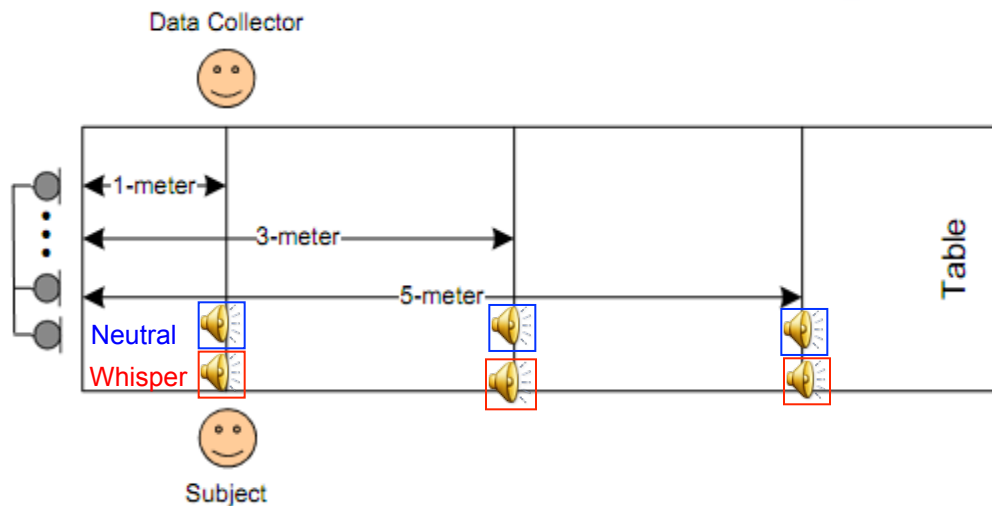 Data Collector
1-meter
3-meter
5-meter
Table
Neutral
Whisper
Subject